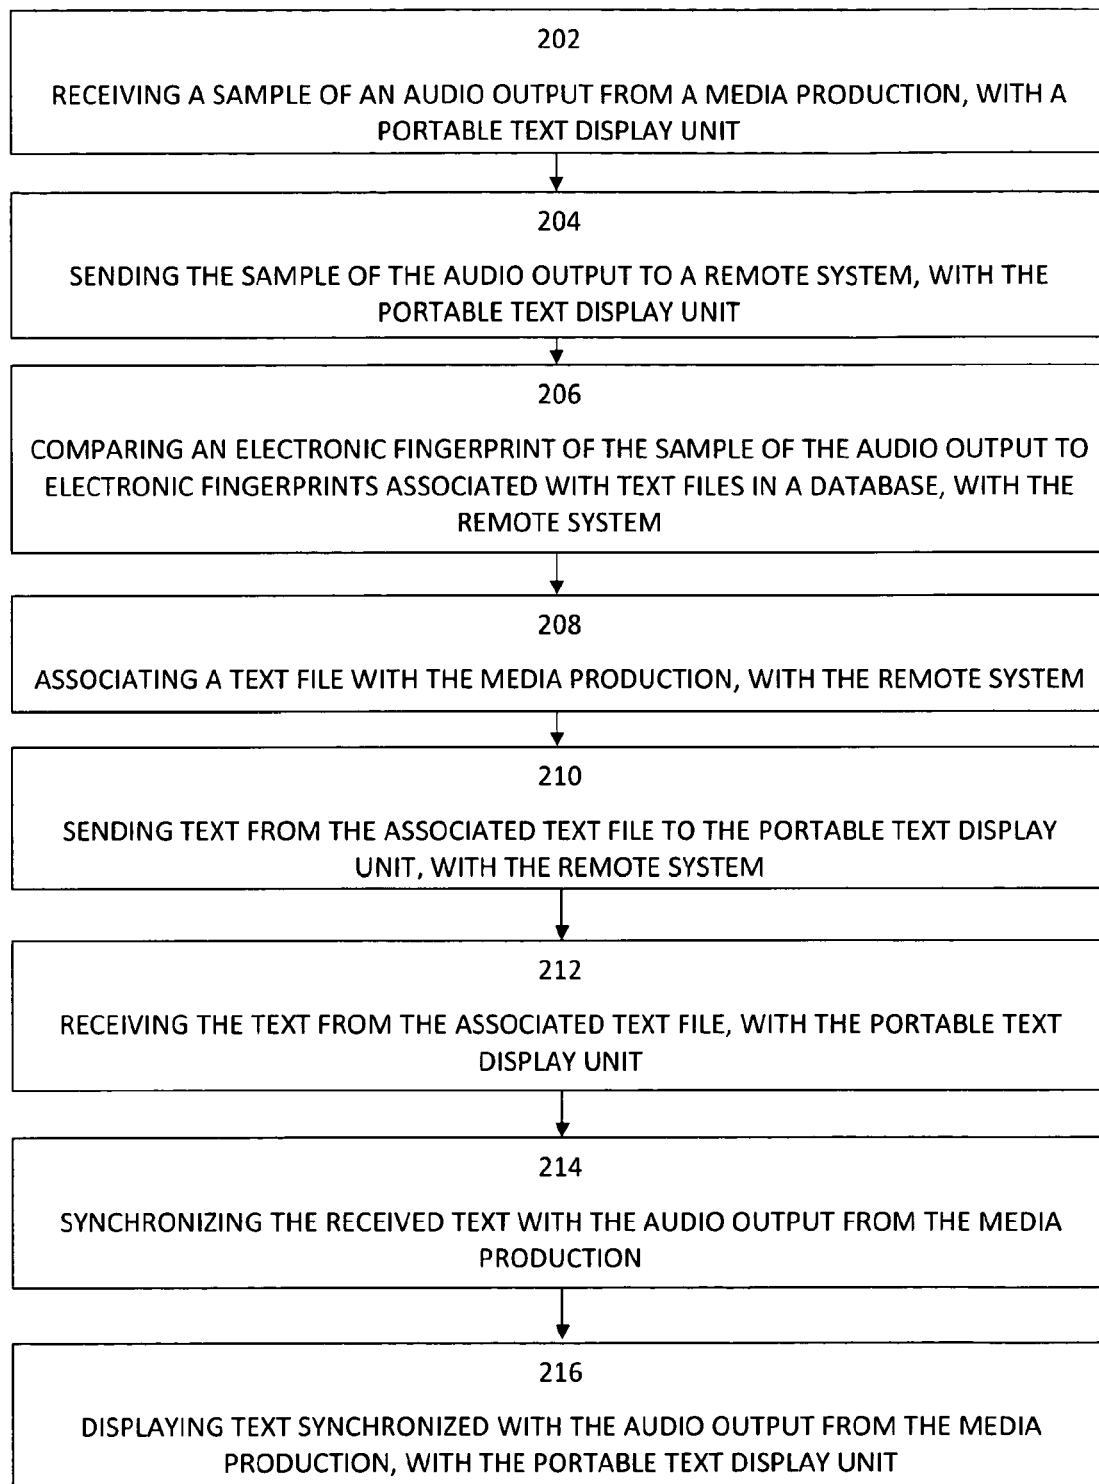 202
RECEIVING A SAMPLE OF AN AUDIO OUTPUT FROM A MEDIA PRODUCTION, WITH A
PORTABLE TEXT DISPLAY UNIT
204
SENDING THE SAMPLE OF THE AUDIO OUTPUT TO A REMOTE SYSTEM, WITH THE
PORTABLE TEXT DISPLAY UNIT
206
COMPARING AN ELECTRONIC FINGERPRINT OF THE SAMPLE OF THE AUDIO OUTPUT TO
ELECTRONIC FINGERPRINTS ASSOCIATED WITH TEXT FILES IN A DATABASE, WITH THE
REMOTE SYSTEM
208
ASSOCIATING A TEXT FILE WITH THE MEDIA PRODUCTION, WITH THE REMOTE SYSTEM
210
SENDING TEXT FROM THE ASSOCIATED TEXT FILE TO THE PORTABLE TEXT DISPLAY
UNIT, WITH THE REMOTE SYSTEM
212
RECEIVING THE TEXT FROM THE ASSOCIATED TEXT FILE, WITH THE PORTABLE TEXT
DISPLAY UNIT
214
SYNCHRONIZING THE RECEIVED TEXT WITH THE AUDIO OUTPUT FROM THE MEDIA
PRODUCTION
216
DISPLAYING TEXT SYNCHRONIZED WITH THE AUDIO OUTPUT FROM THE MEDIA
PRODUCTION, WITH THE PORTABLE TEXT DISPLAY UNIT